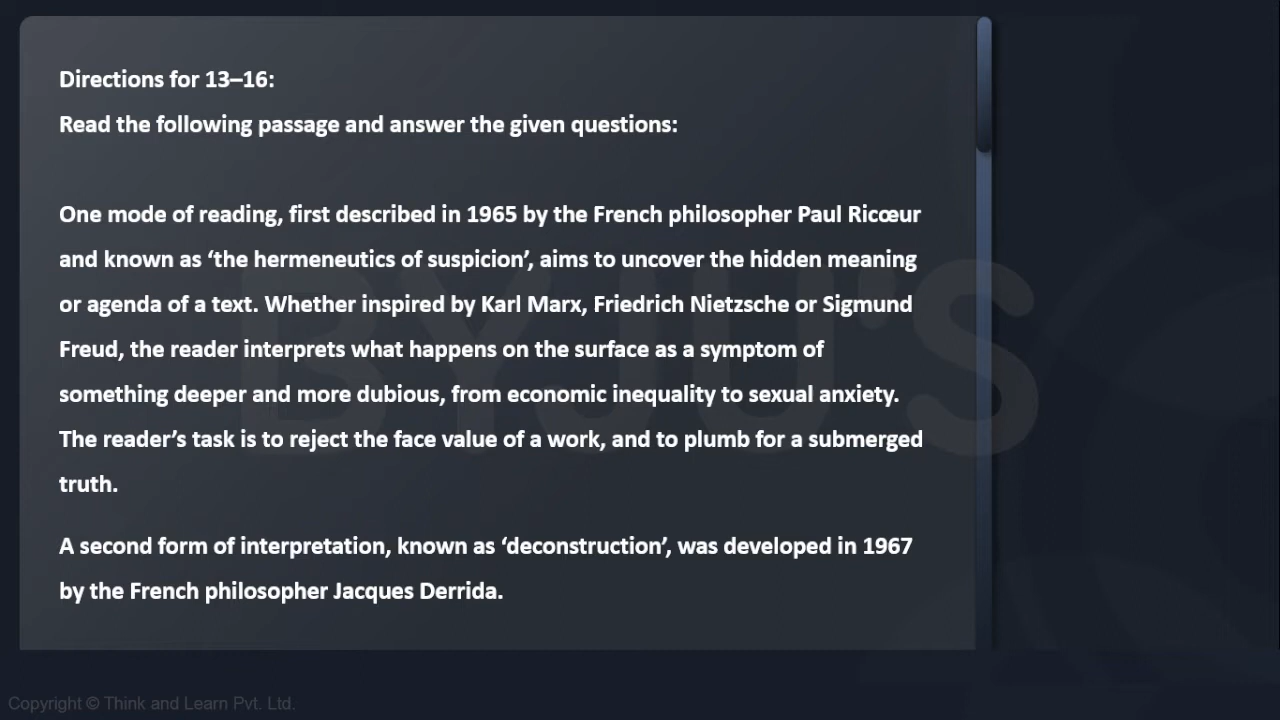 Directions for 13–16:
Read the following passage and answer the given questions:
One mode of reading, first described in 1965 by the French philosopher Paul Ricœur
and known as ‘the hermeneutics of suspicion’, aims to uncover the hidden meaning
or agenda of a text. Whether inspired by Karl Marx, Friedrich Nietzsche or Sigmund
Freud, the reader interprets what happens on the surface as a symptom of
something deeper and more dubious, from economic inequality to sexual anxiety.
The reader’s task is to reject the face value of a work, and to plumb for a submerged
truth.
A second form of interpretation, known as ‘deconstruction’, was developed in 1967
by the French philosopher Jacques Derrida.
BYJU'S
Copyright © Think and Learn Pvt. Ltd.